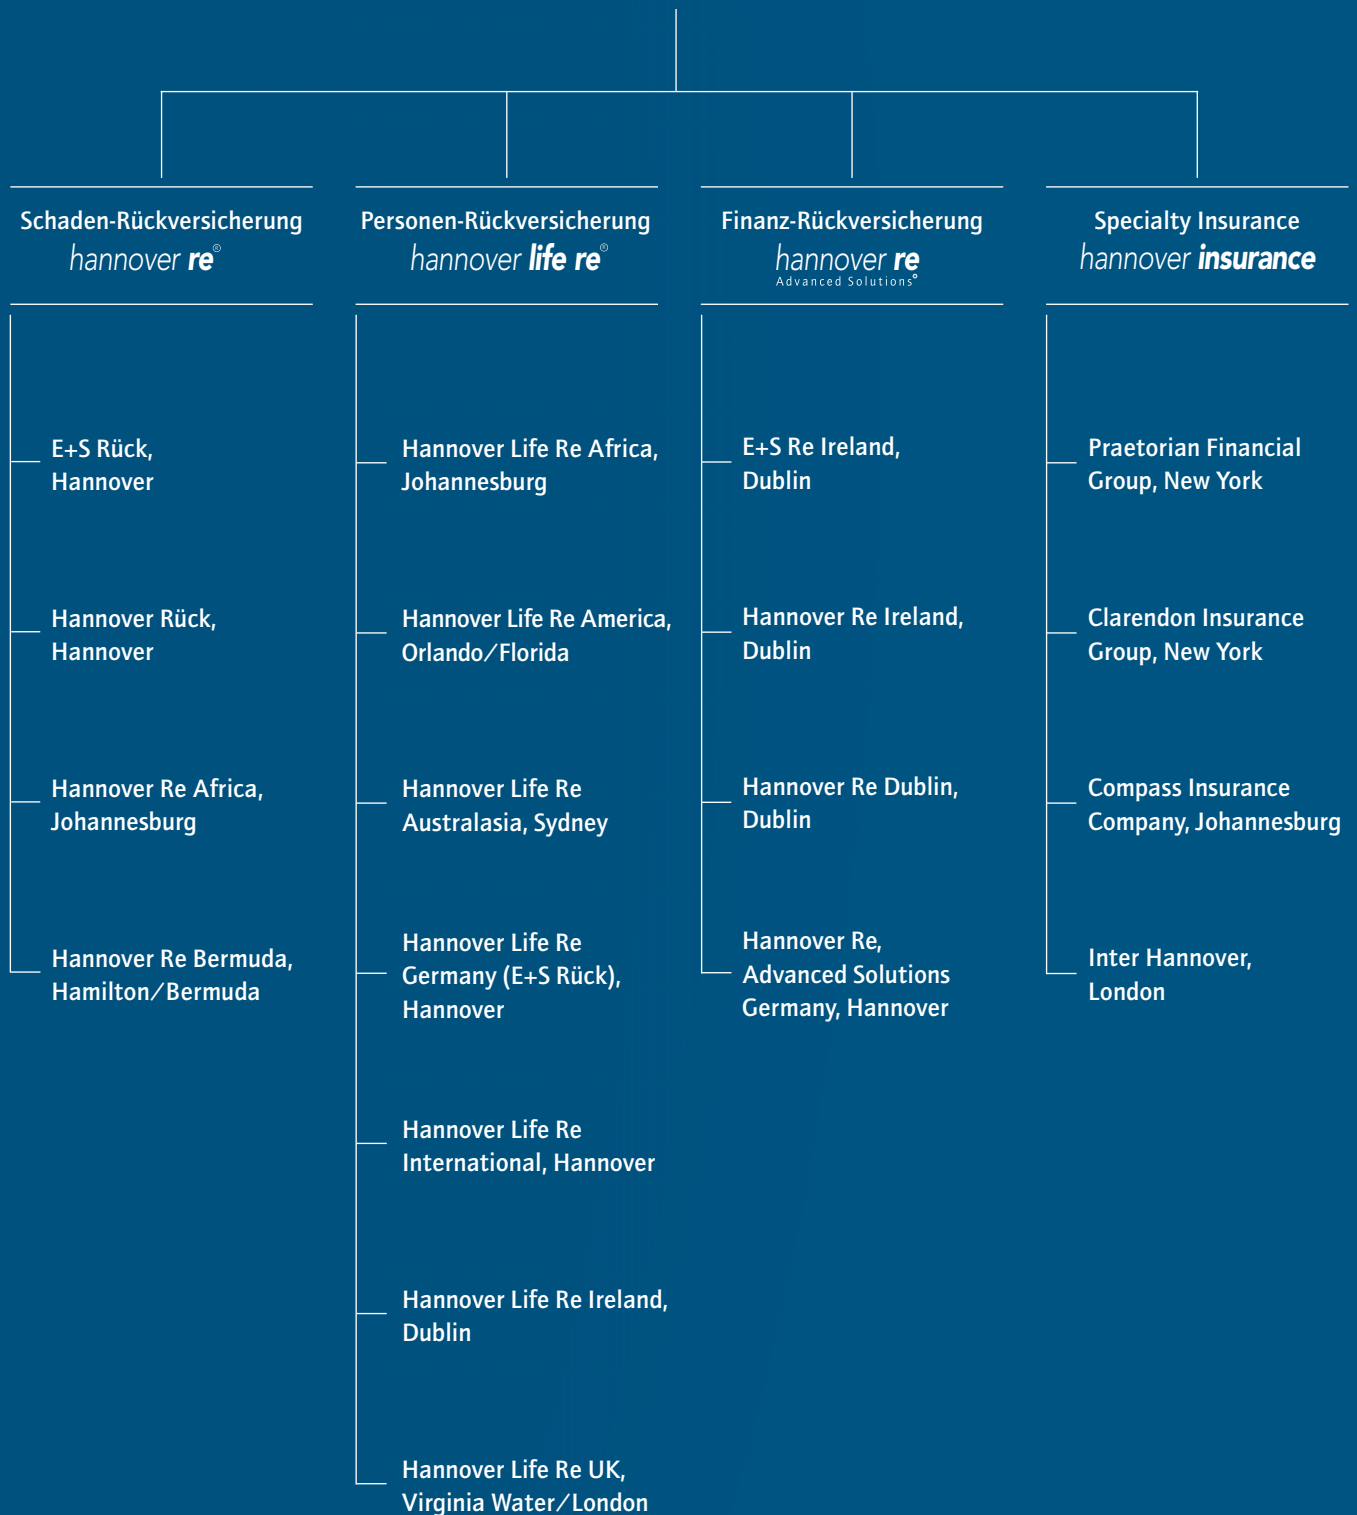 Schaden-Rückversicherung
hannover re®
E+S Rück,
Hannover
Hannover Rück,
Hannover
Hannover Re Africa,
Johannesburg
Hannover Re Bermuda,
Hamilton/Bermuda
Personen-Rückversicherung
hannover life re®
Hannover Life Re Africa,
Johannesburg
Hannover Life Re America,
Orlando/Florida
Hannover Life Re
Australasia, Sydney
Hannover Life Re
Germany (E+S Rück),
Hannover
Hannover Life Re
International, Hannover
Hannover Life Re Ireland,
Dublin
Hannover Life Re UK,
Virginia Water/London
Finanz-Rückversicherung
hannover re
Advanced Solutions®
E+S Re Ireland,
Dublin
Hannover Re Ireland,
Dublin
Hannover Re Dublin,
Dublin
Hannover Re,
Advanced Solutions
Germany, Hannover
Specialty Insurance
hannover insurance
Praetorian Financial
Group, New York
Clarendon Insurance
Group, New York
Compass Insurance
Company, Johannesburg
Inter Hannover,
London